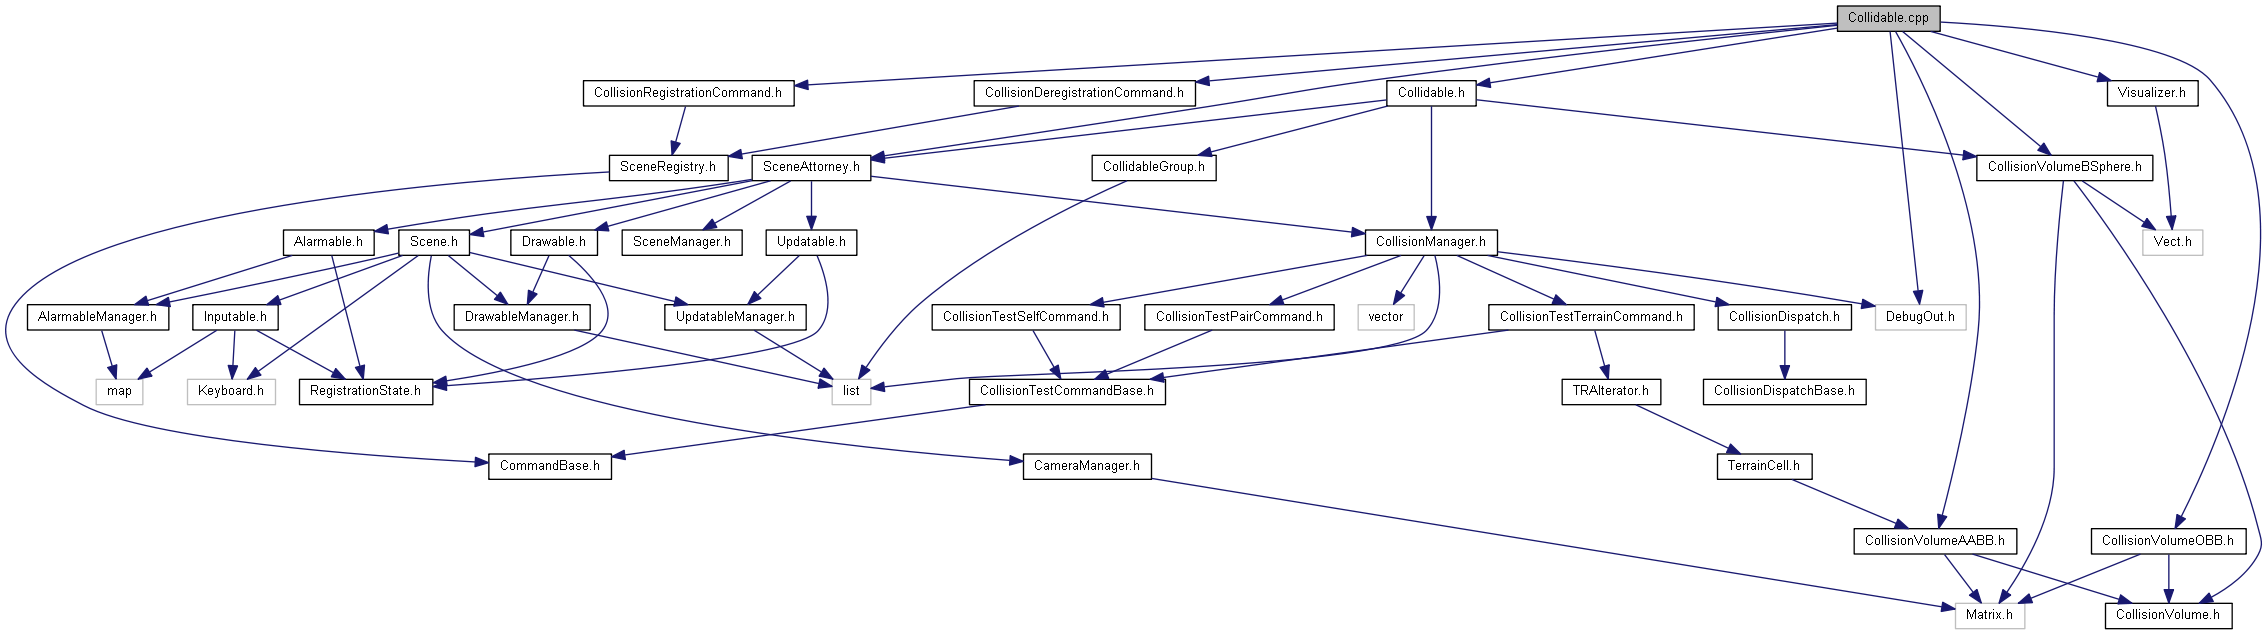 Collidable.cpp
CollisionRegistrationCommand.h
CollisionDeregistrationCommand.h
Collidable.h
Visualizer.h
SceneRegistry.h
SceneAttorney.h
CollidableGroup.h
CollisionVolumeBSphere.h
Alarmable.h
Scene.h
Drawable.h
SceneManager.h
Updatable.h
CollisionManager.h
Vect.h
AlarmableManager.h
Inputable.h
DrawableManager.h
UpdatableManager.h
CollisionTestSelfCommand.h
CollisionTestPairCommand.h
vector
CollisionTestTerrainCommand.h
CollisionDispatch.h
DebugOut.h
map
Keyboard.h
RegistrationState.h
list
CollisionTestCommandBase.h
TRAIterator.h
CollisionDispatchBase.h
CommandBase.h
CameraManager.h
TerrainCell.h
CollisionVolumeAABB.h
CollisionVolumeOBB.h
Matrix.h
CollisionVolume.h